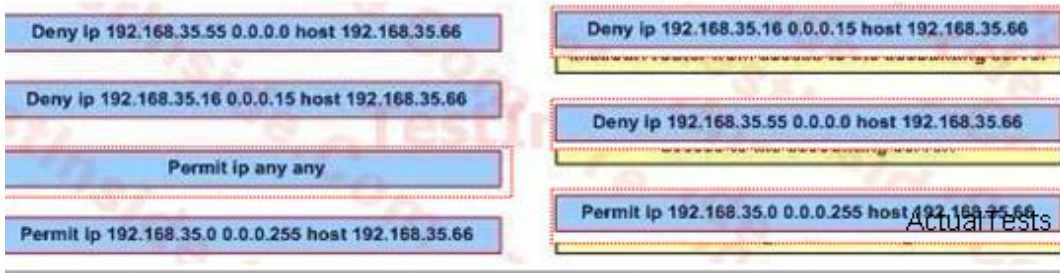 Deny ip 192.168.35.55 0.0.0.0 host 192.168.35.66
Deny ip 192.168.35.16 0.0.0.15 host 192.168.35.66
Permit ip any any
Permit ip 192.168.35.0 0.0.0.255 host 192.168.35.66
Deny ip 192.168.35.16 0.0.0.15 host 192.168.35.66
Deny ip 192.168.35.55 0.0.0.0 host 192.168.35.66
Permit ip 192.168.35.0 0.0.0.255 host 192.168.35.66
ActualTests